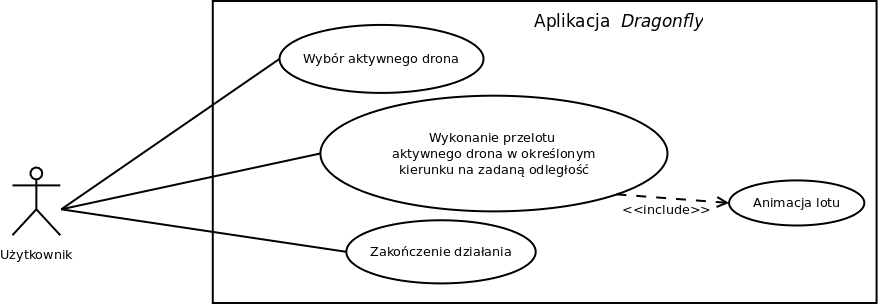 Aplikacja Dragonfly
Wybór aktywnego drona
Wykonanie przelotu
aktywnego drona w określonym
kierunku na zadaną odległość
<<include>>
Animacja lotu
Zakończenie działania
Użytkownik